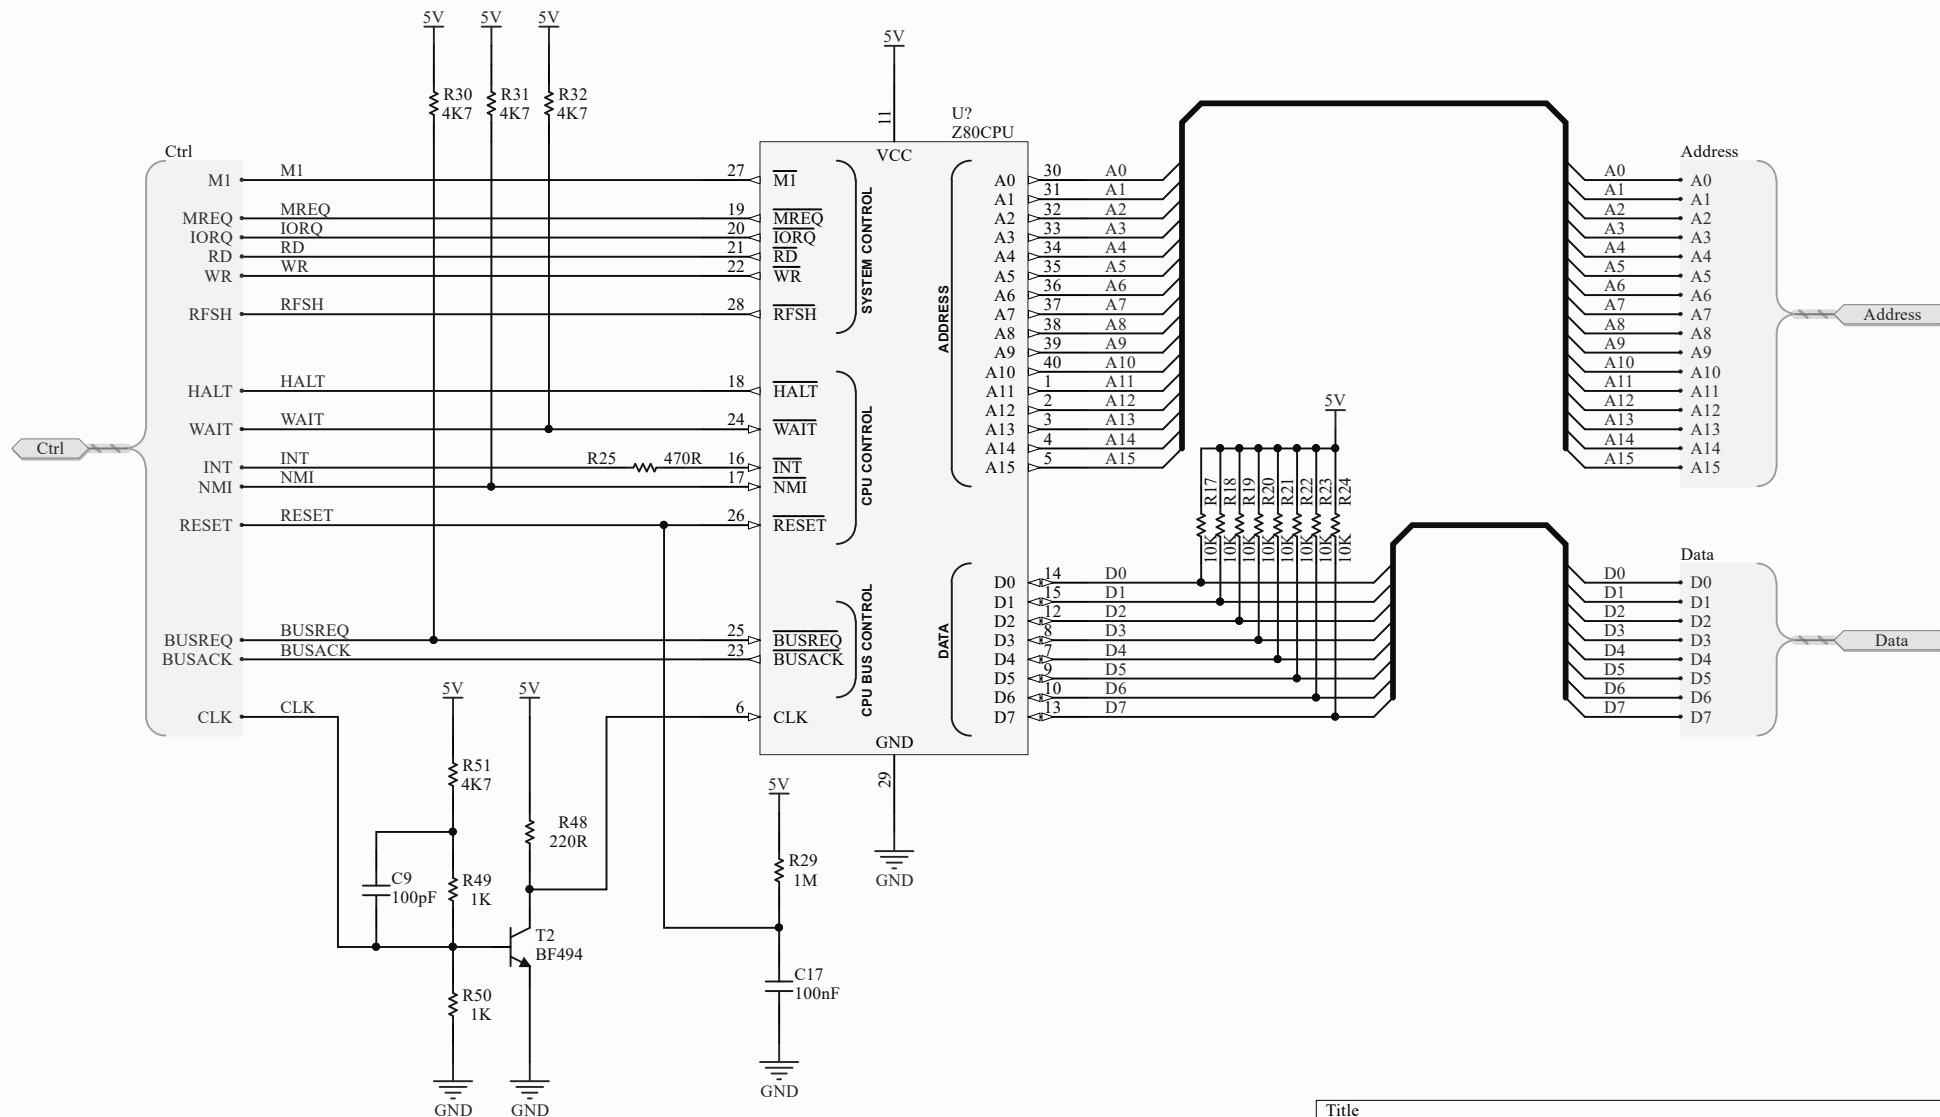 5V
5V
5V
5V
R30
4K7
R31
4K7
R32
4K7
U?
Z80CPU
11
VCC
Ctrl
M1
M1
27
M1
MREQ
MREQ
19
MREQ
IORQ
IORQ
20
IORQ
RD
RD
21
RD
WR
WR
22
WR
RFSH
RFSH
28
RFSH
SYSTEM CONTROL
HALT
HALT
18
HALT
WAIT
WAIT
24
WAIT
INT
INT
R25
470R
16
INT
NMI
NMI
17
NMI
RESET
RESET
26
RESET
CPU CONTROL
BUSREQ
BUSREQ
25
BUSREQ
BUSACK
BUSACK
23
BUSACK
CPU BUS CONTROL
CLK
CLK
6
CLK
Ctrl
ADDRESS
A0
30
A0
A1
31
A1
A2
32
A2
A3
33
A3
A4
34
A4
A5
35
A5
A6
36
A6
A7
37
A7
A8
38
A8
A9
39
A9
A10
40
A10
A11
1
A11
A12
2
A12
A13
3
A13
A14
4
A14
A15
5
A15
Address
A0
A0
A1
A1
A2
A2
A3
A3
A4
A4
A5
A5
A6
A6
A7
A7
A8
A8
A9
A9
A10
A10
A11
A11
A12
A12
A13
A13
A14
A14
A15
A15
Address
5V
R17
10K
R18
10K
R19
10K
R20
10K
R21
10K
R22
10K
R23
10K
R24
10K
DATA
D0
14
D0
D1
15
D1
D2
12
D2
D3
8
D3
D4
7
D4
D5
9
D5
D6
10
D6
D7
13
D7
Data
D0
D0
D1
D1
D2
D2
D3
D3
D4
D4
D5
D5
D6
D6
D7
D7
Data
GND
29
GND
5V
R51
4K7
5V
R48
220R
C9
100pF
R49
1K
T2
BF494
R50
1K
GND
GND
5V
R29
1M
C17
100nF
GND
Title